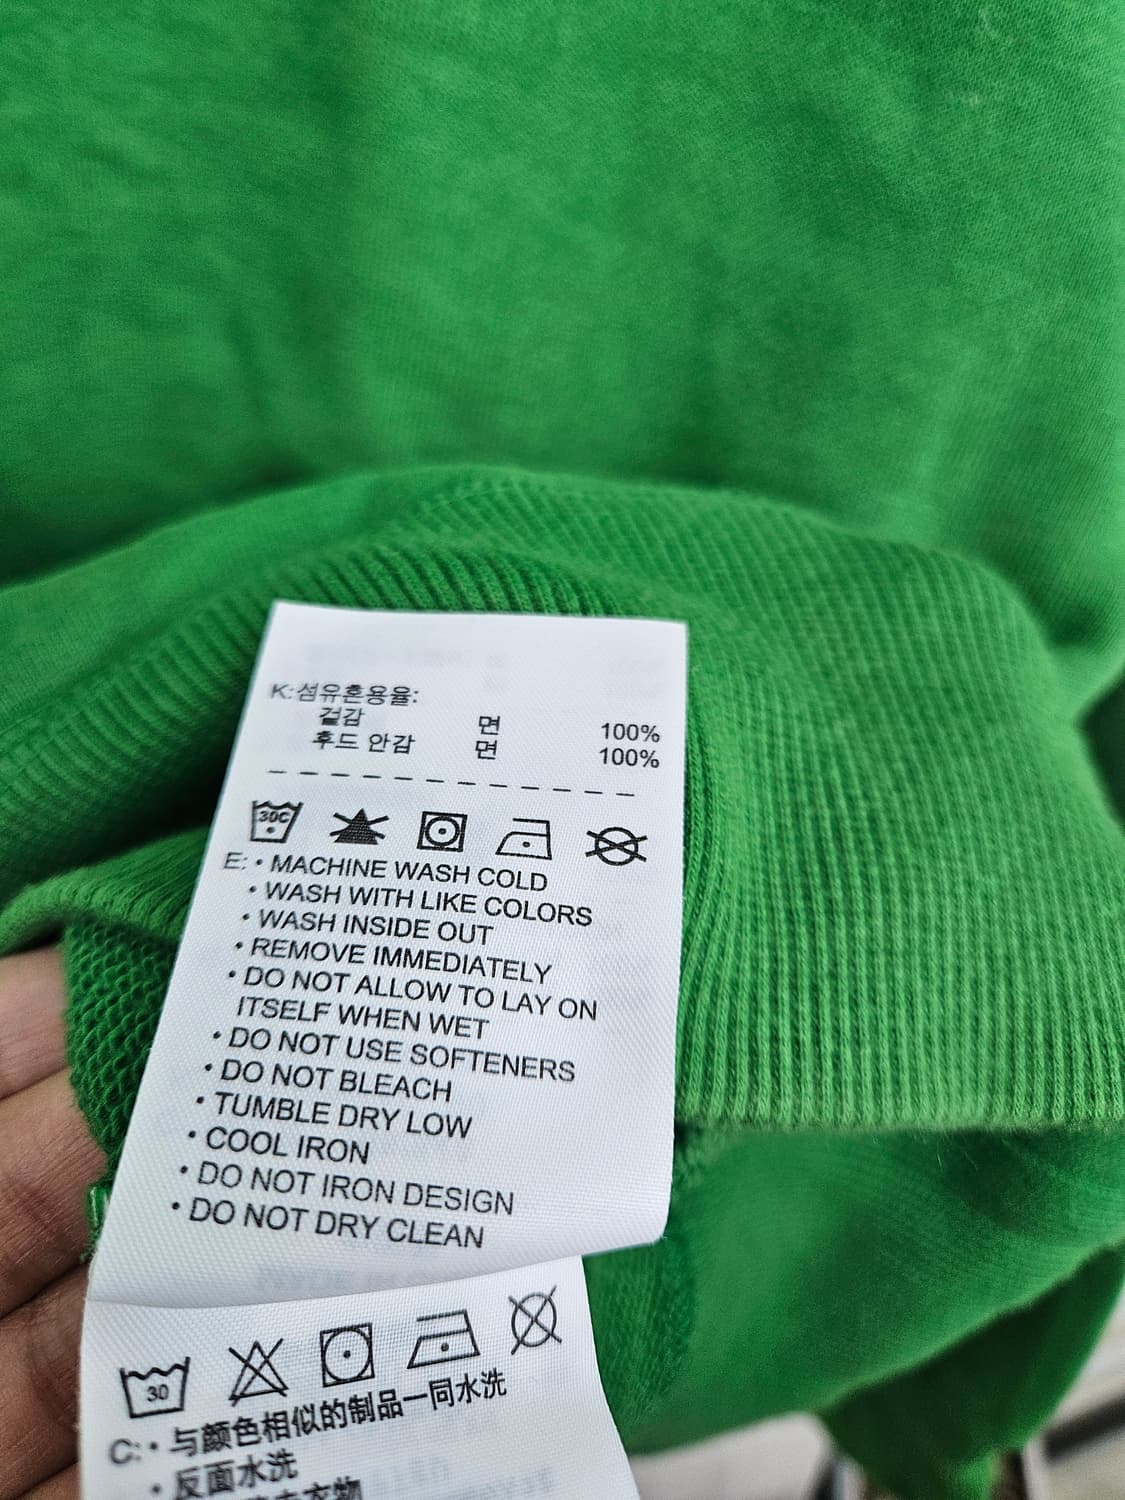 K:섬유혼용율:
겉감 면 100%
후드 안감 면 100%
30C
E: • MACHINE WASH COLD
• WASH WITH LIKE COLORS
• WASH INSIDE OUT
• REMOVE IMMEDIATELY
• DO NOT ALLOW TO LAY ON
ITSELF WHEN WET
• DO NOT USE SOFTENERS
• DO NOT BLEACH
• TUMBLE DRY LOW
• COOL IRON
• DO NOT IRON DESIGN
• DO NOT DRY CLEAN
30
C: • 与颜色相似的制品一同水洗
• 反面水洗